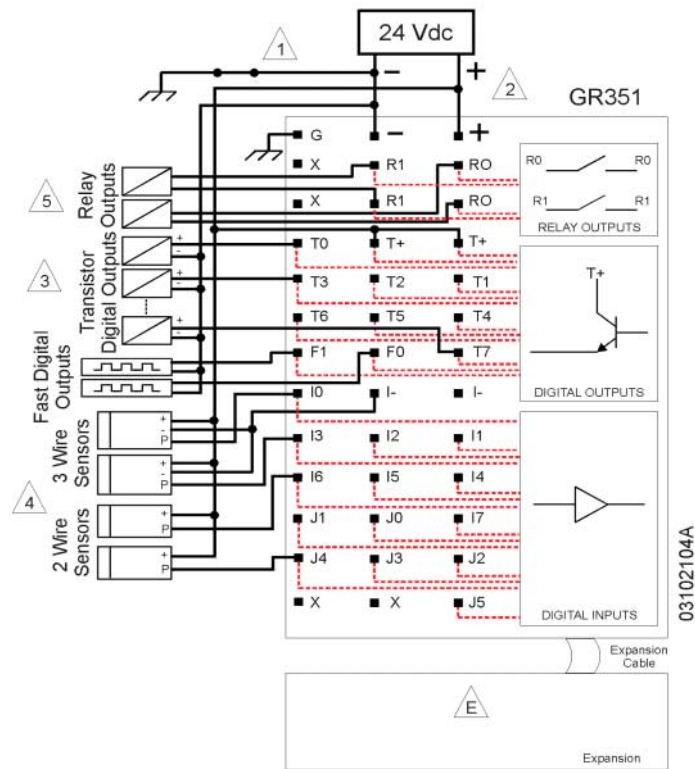 24 Vdc
1
-
+
2
GR351
G
-
+
X
R1
RO
X
R1
RO
T0
T+
T+
T3
T2
T1
T6
T5
T4
F1
F0
T7
I0
I-
I-
I3
I2
I1
I6
I5
I4
J1
J0
I7
J4
J3
J2
X
X
J5
R0
R0
R1
R1
RELAY OUTPUTS
T+
DIGITAL OUTPUTS
DIGITAL INPUTS
5
Relay
Outputs
3
Transistor
Digital Outputs
+
-
+
-
+
-
Fast Digital
Outputs
3 Wire
Sensors
+
-
P
+
-
P
4
2 Wire
Sensors
+
P
+
P
Expansion
Cable
E
Expansion
03102104A